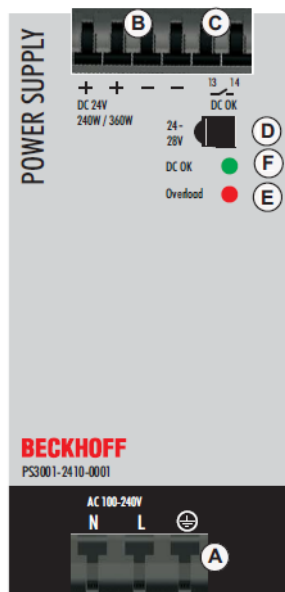 B
C
POWER SUPPLY
+ + − −
13 14
DC 24V
240W / 360W
DC OK
24-
28V
D
DC OK
F
Overload
E
BECKHOFF
PS3001-2410-0001
AC 100-240V
N L
A